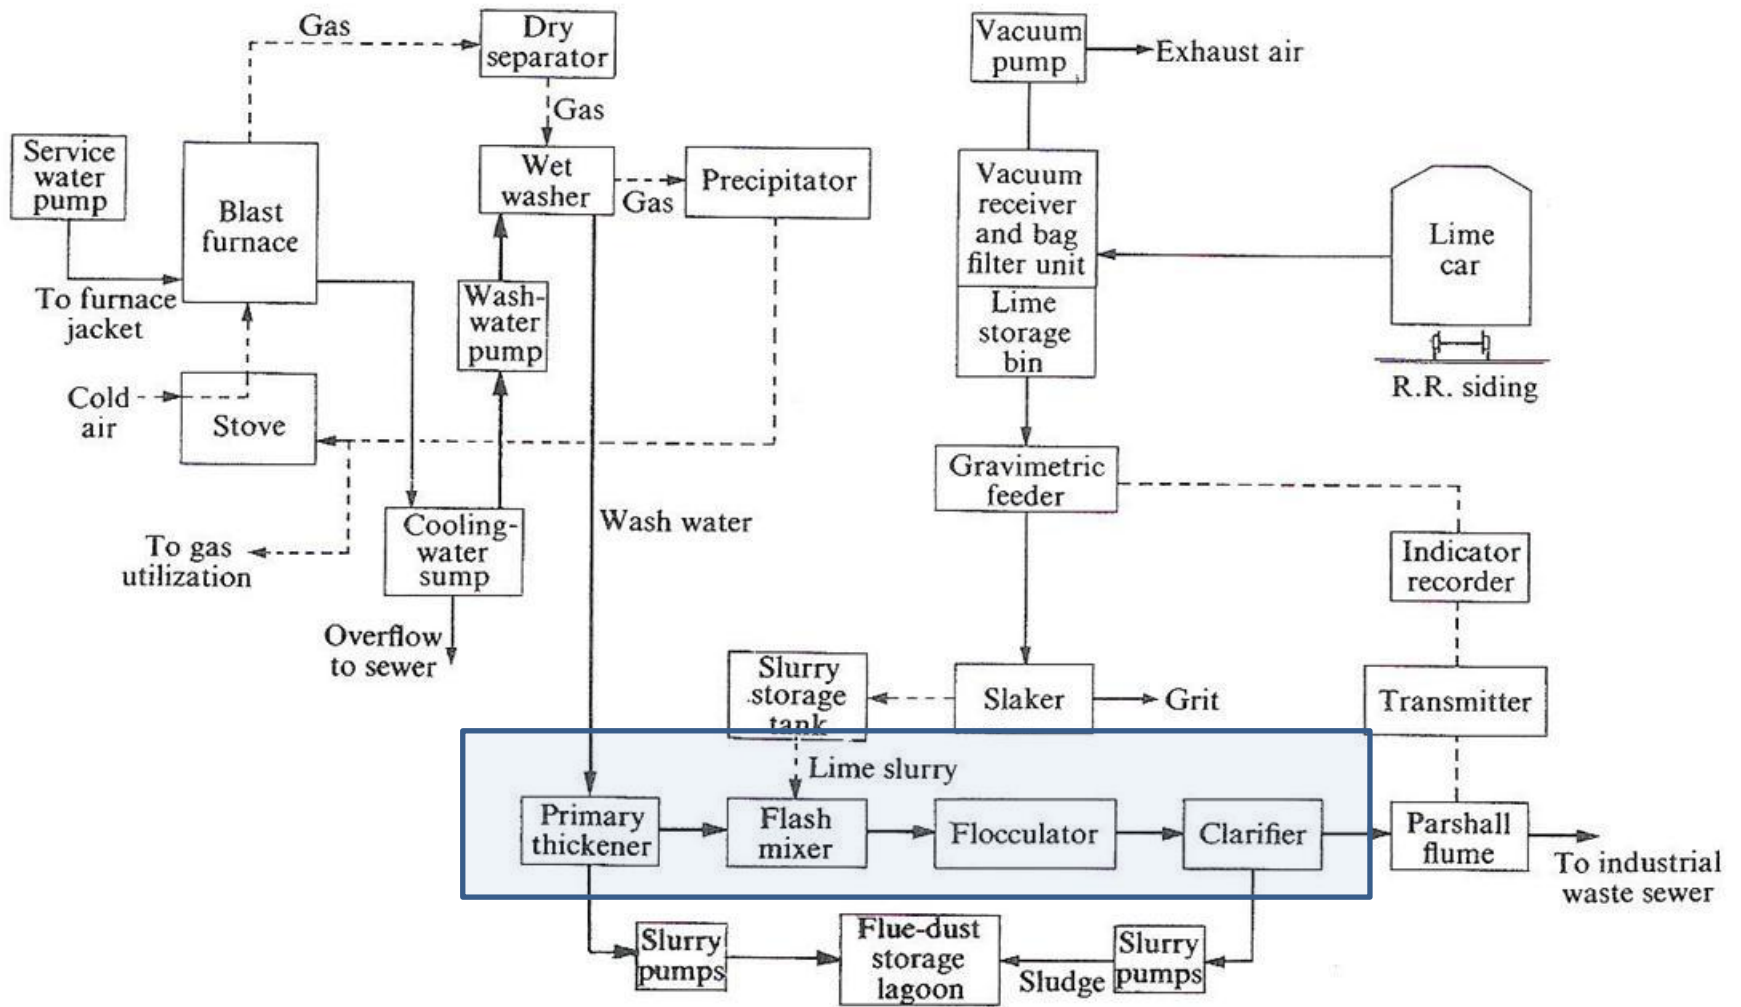 Gas
Dry
separator
Gas
Service
water
pump
Blast
furnace
Wet
washer
Gas
Precipitator
To furnace
jacket
Wash-
water
pump
Cold
air
Stove
To gas
utilization
Cooling-
water
sump
Overflow
to sewer
Wash water
Vacuum
pump
Exhaust air
Vacuum
receiver
and bag
filter unit
Lime
storage
bin
Lime
car
R.R. siding
Gravimetric
feeder
Indicator
recorder
Slurry
storage
tank
Slaker
Grit
Transmitter
Lime slurry
Primary
thickener
Flash
mixer
Flocculator
Clarifier
Parshall
flume
To industrial
waste sewer
Slurry
pumps
Flue-dust
storage
lagoon
Sludge
Slurry
pumps